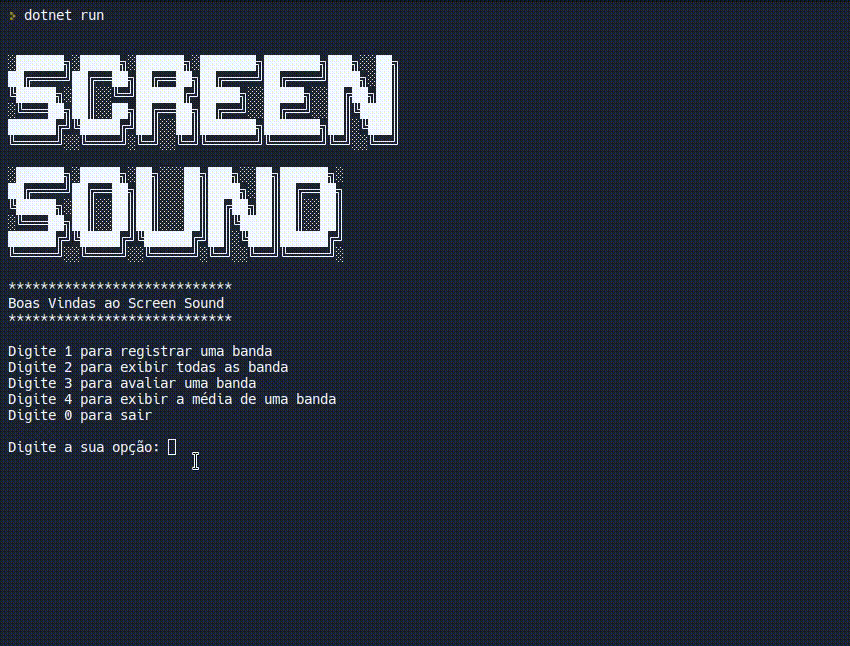 > dotnet run
SCREEN
SOUND
****************************
Boas Vindas ao Screen Sound
****************************
Digite 1 para registrar uma banda
Digite 2 para exibir todas as banda
Digite 3 para avaliar uma banda
Digite 4 para exibir a média de uma banda
Digite 0 para sair
Digite a sua opção: